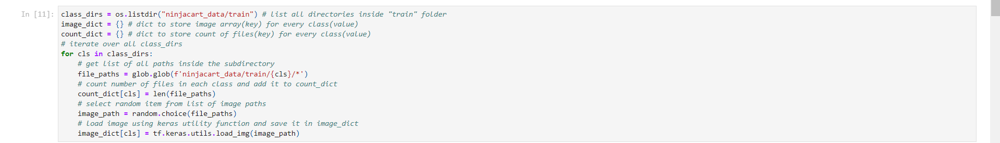 In [11]: class_dirs = os.listdir("ninjacart_data/train") # list all directories inside "train" folder
image_dict = {} # dict to store image array(key) for every class(value)
count_dict = {} # dict to store count of files(key) for every class(value)
# iterate over all class_dirs
for cls in class_dirs:
    # get list of all paths inside the subdirectory
    file_paths = glob.glob(f'ninjacart_data/train/{cls}/*')
    # count number of files in each class and add it to count_dict
    count_dict[cls] = len(file_paths)
    # select random item from list of image paths
    image_path = random.choice(file_paths)
    # load image using keras utility function and save it in image_dict
    image_dict[cls] = tf.keras.utils.load_img(image_path)